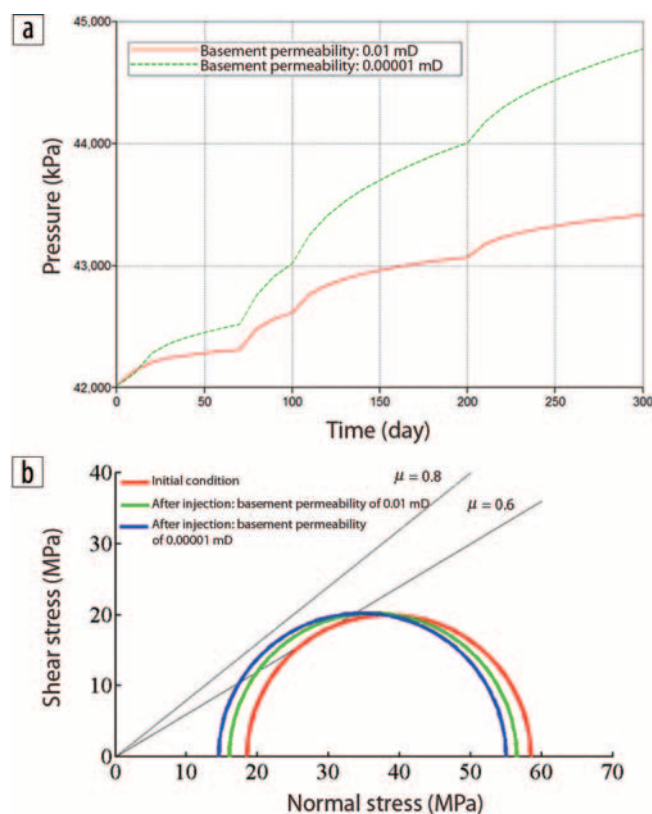 a
45,000
Basement permeability: 0.01 mD
Basement permeability: 0.00001 mD
44,000
Pressure (kPa)
43,000
42,000
0 50 100 150 200 250 300
Time (day)
b
40
μ = 0.8
Initial condition
After injection: basement permeability of 0.01 mD
μ = 0.6
After injection: basement permeability
of 0.00001 mD
30
Shear stress (MPa)
20
10
0
0 10 20 30 40 50 60 70
Normal stress (MPa)